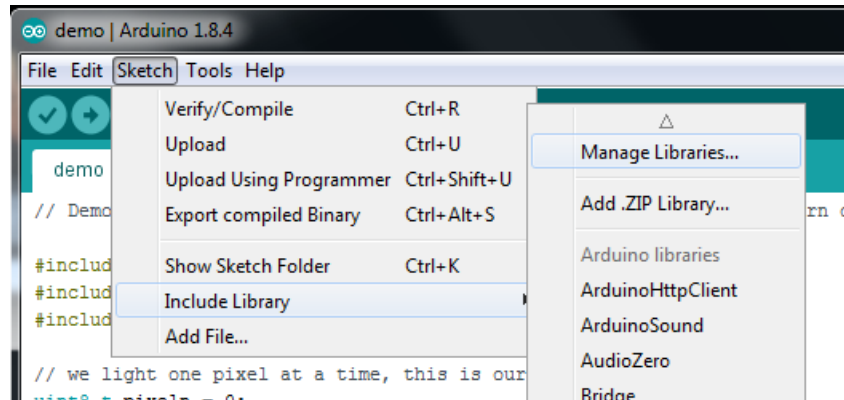 demo | Arduino 1.8.4
File Edit Sketch Tools Help
Verify/Compile Ctrl+R
Upload Ctrl+U
Upload Using Programmer Ctrl+Shift+U
Export compiled Binary Ctrl+Alt+S
Show Sketch Folder Ctrl+K
Include Library
Add File...
Manage Libraries...
Add .ZIP Library...
Arduino libraries
ArduinoHttpClient
ArduinoSound
AudioZero
Bridge
demo
// Demo
#includ
#includ
#includ
// we light one pixel at a time, this is our
uint8_t pixeln = 0;